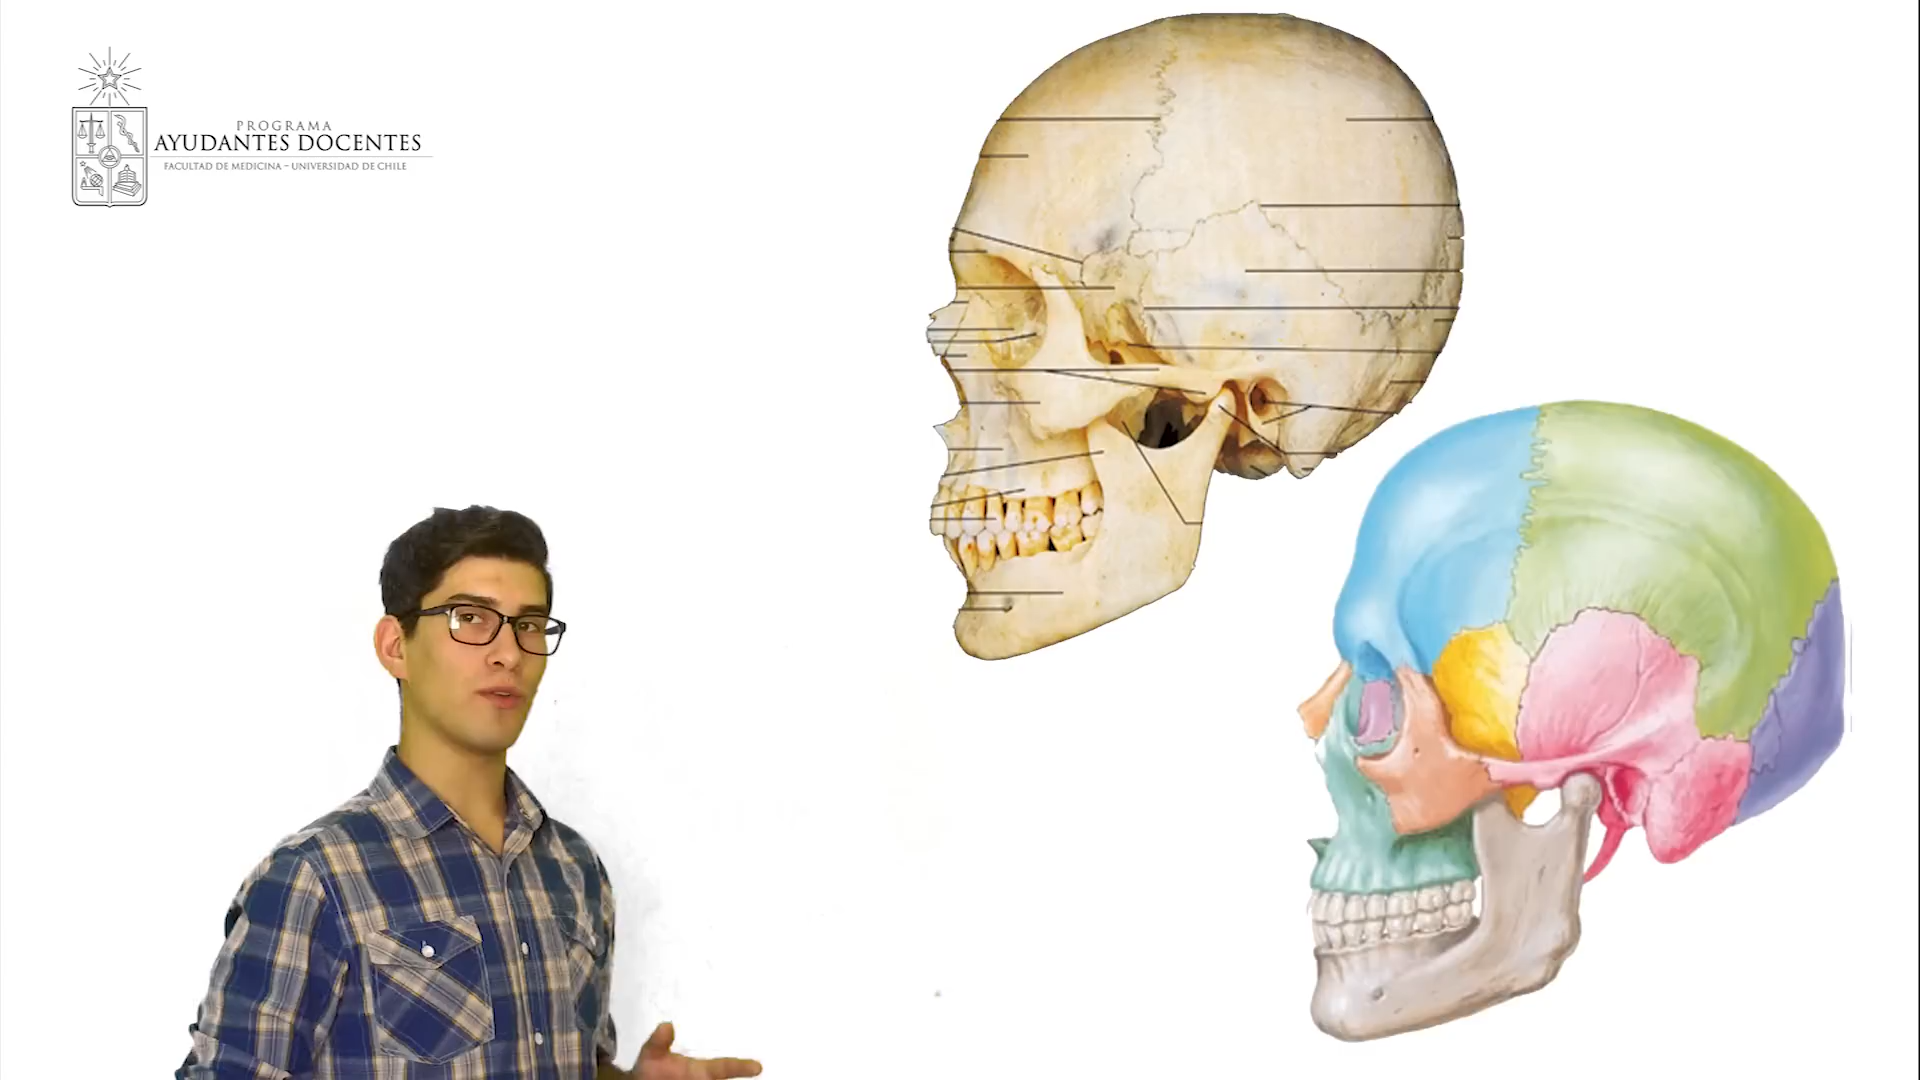 PROGRAMA
AYUDANTES DOCENTES
FACULTAD DE MEDICINA – UNIVERSIDAD DE CHILE